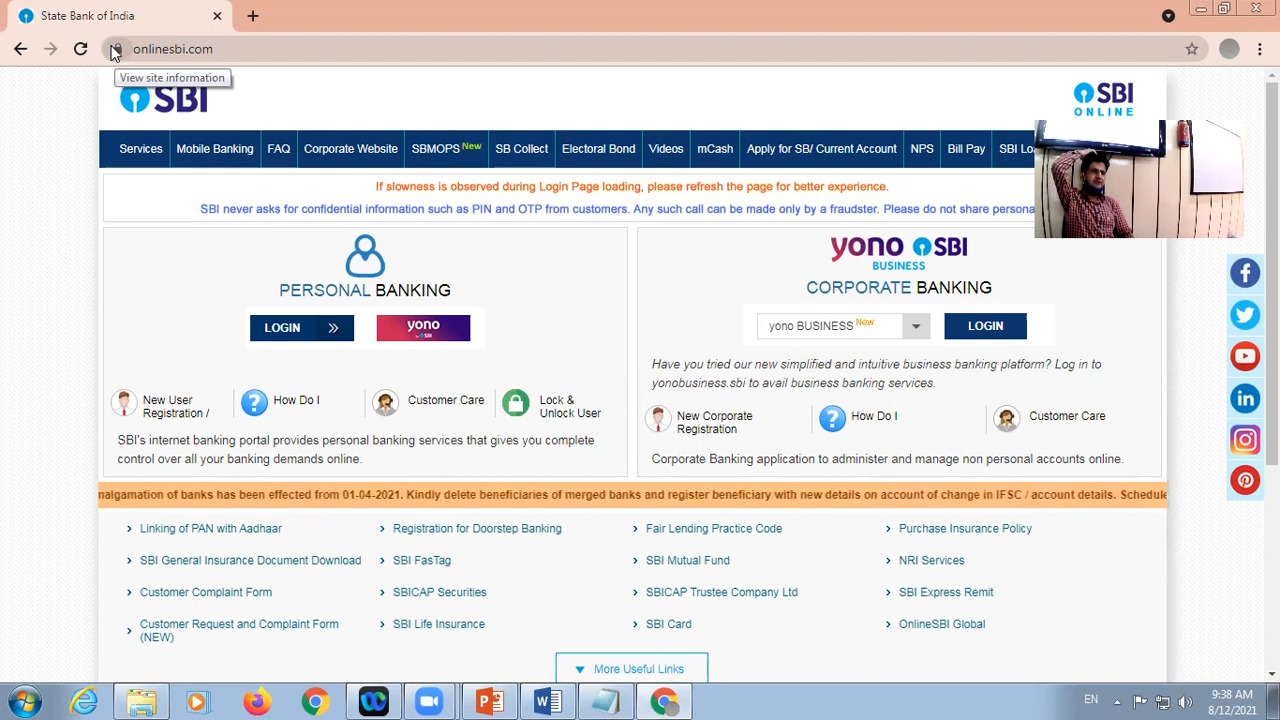 State Bank of India
onlinesbi.com
View site information
SBI
SBI
ONLINE
Services Mobile Banking FAQ Corporate Website SBMOPS New SB Collect Electoral Bond Videos mCash Apply for SB/ Current Account NPS Bill Pay SBI Lo
If slowness is observed during Login Page loading, please refresh the page for better experience.
SBI never asks for confidential information such as PIN and OTP from customers. Any such call can be made only by a fraudster. Please do not share persona
PERSONAL BANKING
LOGIN
yono
by SBI
New User
Registration /
How Do I
Customer Care
Lock &
Unlock User
SBI's internet banking portal provides personal banking services that gives you complete
control over all your banking demands online.
yono SBI
BUSINESS
CORPORATE BANKING
yono BUSINESS New
LOGIN
Have you tried our new simplified and intuitive business banking platform? Log in to
yonobusiness.sbi to avail business banking services.
New Corporate
Registration
How Do I
Customer Care
Corporate Banking application to administer and manage non personal accounts online.
malgamation of banks has been effected from 01-04-2021. Kindly delete beneficiaries of merged banks and register beneficiary with new details on account of change in IFSC / account details. Schedule
Linking of PAN with Aadhaar
Registration for Doorstep Banking
Fair Lending Practice Code
Purchase Insurance Policy
SBI General Insurance Document Download
SBI FasTag
SBI Mutual Fund
NRI Services
Customer Complaint Form
SBICAP Securities
SBICAP Trustee Company Ltd
SBI Express Remit
Customer Request and Complaint Form
(NEW)
SBI Life Insurance
SBI Card
OnlineSBI Global
More Useful Links
EN
9:38 AM
8/12/2021